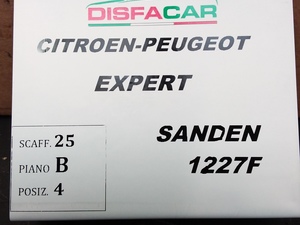 DISFACAR
CITROEN-PEUGEOT
EXPERT
SCAFF. 25
PIANO B
POSIZ. 4
SANDEN
1227F